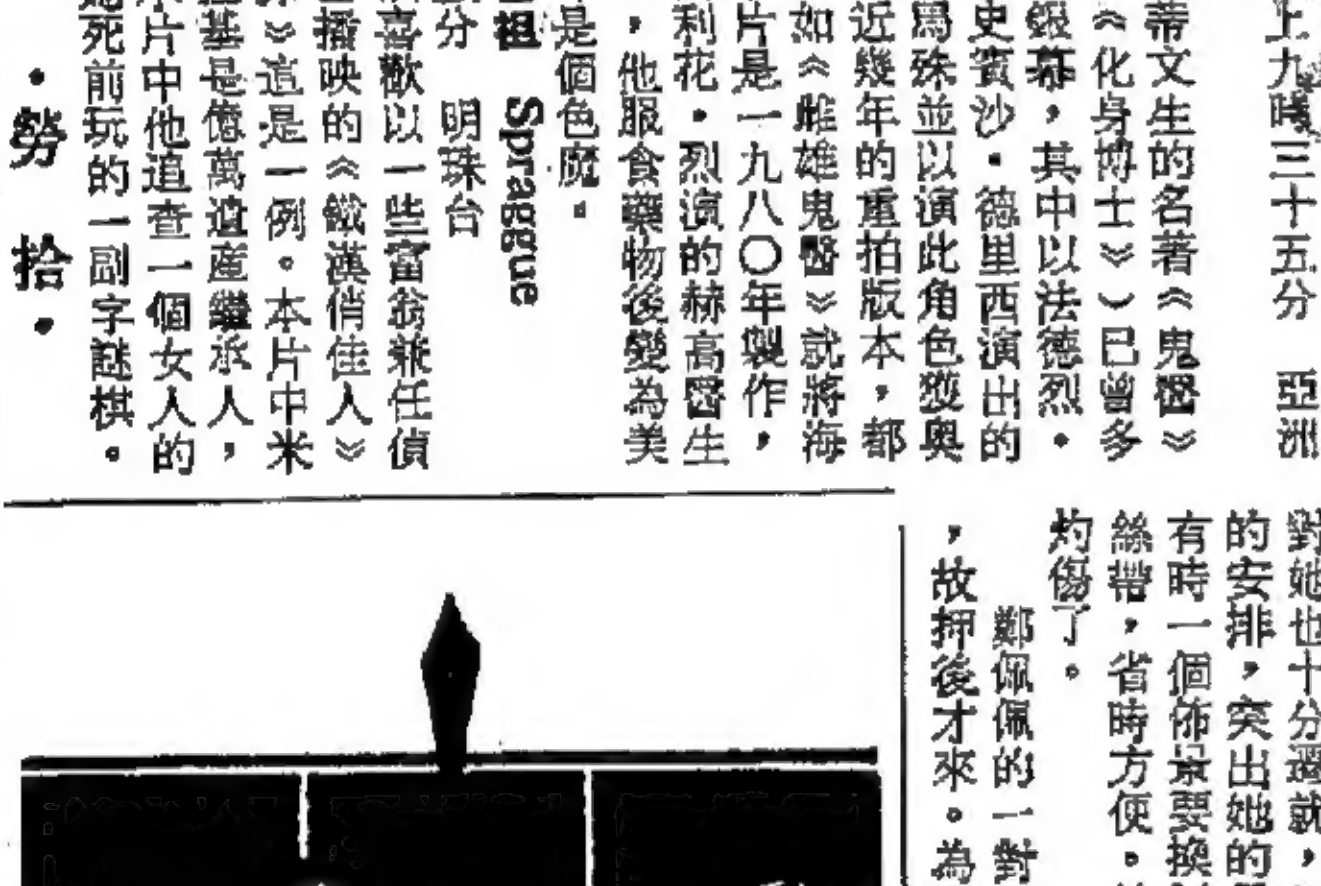 上九時三十五分　亞洲
蒂文生的名著《鬼醫》
《化身博士》）已曾多
銀幕，其中以法德烈．
史賓沙．德里西演出的
馬殊並以演此角色獲奧
近幾年的重拍版本，都
如《雌雄鬼醫》就將海
片是一九八〇年製作，
利花．烈演的赫高醫生
，他服食藥物後變為美
是個色魔。
Spraggue
分　明珠台
喜歡以一些富翁兼任偵
播映的《鐵漢俏佳人》
》這是一例。本片中米
基是億萬遺產繼承人，
片中他追查一個女人的
死前玩的一副字謎棋。
．勞　拾．
對她也十分遷就，
的安排，突出她的
有時一個佈景要換
絲帶，省時方便。
灼傷了。
鄭佩佩的一對
，故押後才來。為